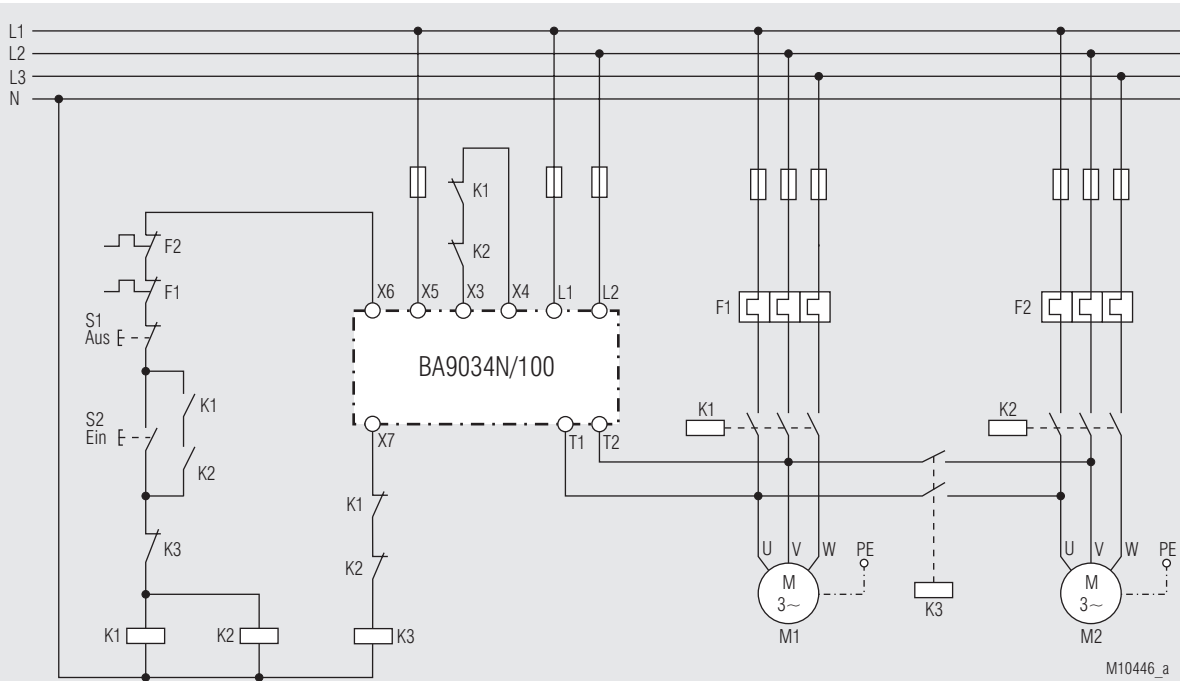 L1
L2
L3
N
K1
K2
F2
F1
S1
Aus
S2
Ein
K1
K2
K3
K1
K2
X6
X5
X3
X4
L1
L2
BA9034N/100
X7
T1
T2
K1
K2
K3
F1
F2
K1
K2
U
V
W
PE
M
3~
M1
K3
U
V
W
PE
M
3~
M2
M10446_a